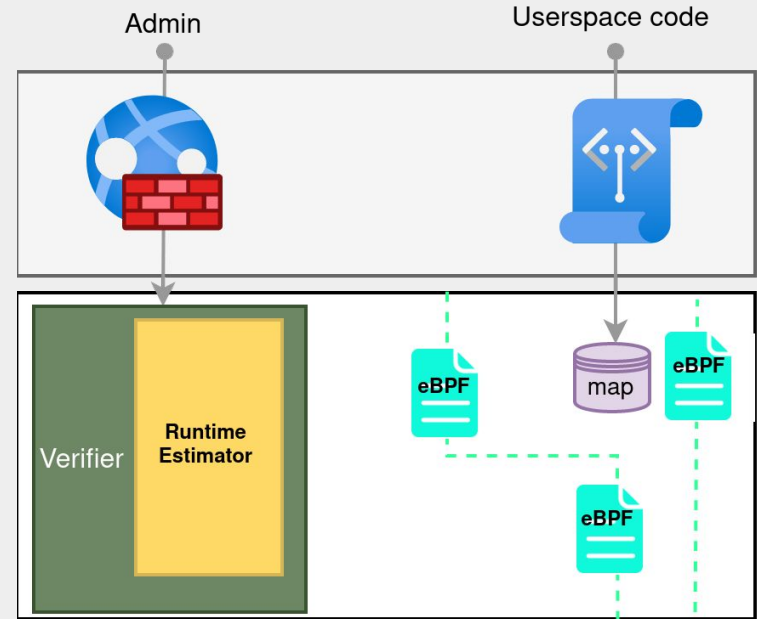 Admin
Userspace code
eBPF
map
eBPF
Verifier
Runtime
Estimator
eBPF